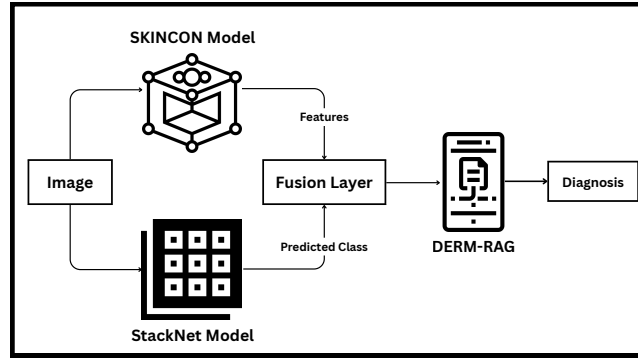 SKINCON Model
Features
Image
Fusion Layer
Diagnosis
Predicted Class
DERM-RAG
StackNet Model